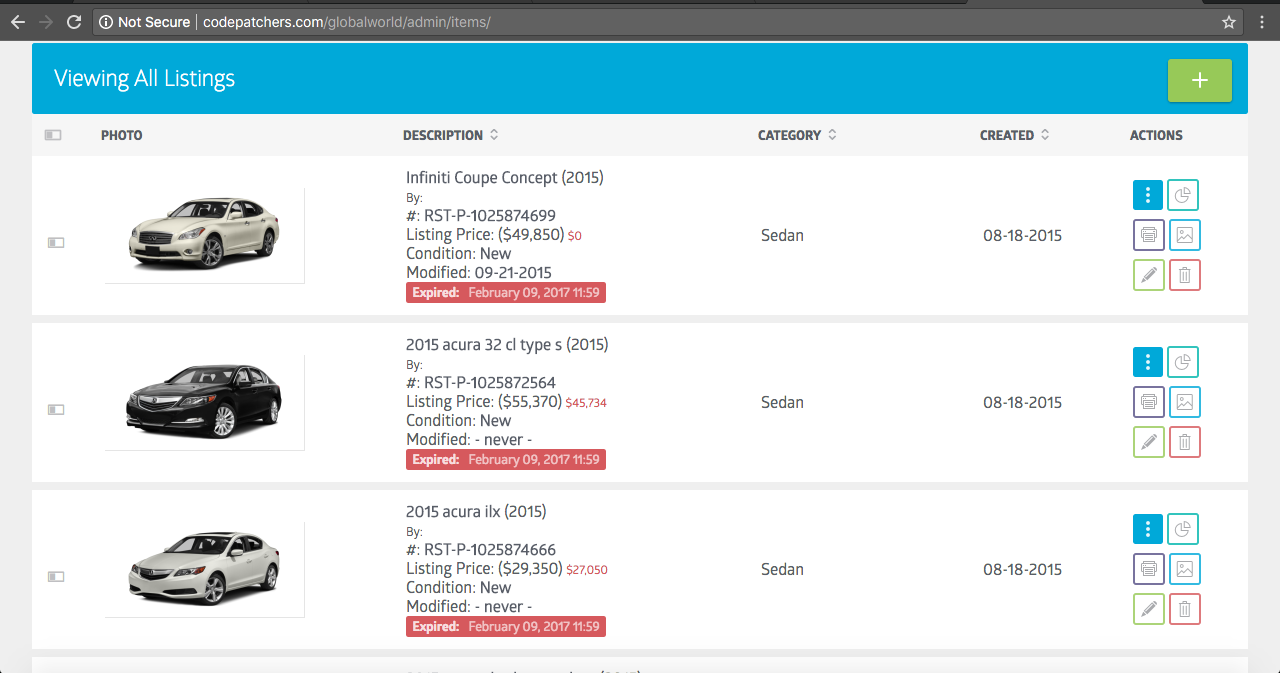 Not Secure | codepatchers.com/globalworld/admin/items/
Viewing All Listings
+
PHOTO DESCRIPTION CATEGORY CREATED ACTIONS
Infiniti Coupe Concept (2015)
By:
#: RST-P-1025874699
Listing Price: ($49,850) $0
Sedan 08-18-2015
Condition: New
Modified: 09-21-2015
Expired: February 09, 2017 11:59
2015 acura 32 cl type s (2015)
By:
#: RST-P-1025872564
Listing Price: ($55,370) $45,734
Sedan 08-18-2015
Condition: New
Modified: - never -
Expired: February 09, 2017 11:59
2015 acura ilx (2015)
By:
#: RST-P-1025874666
Listing Price: ($29,350) $27,050
Sedan 08-18-2015
Condition: New
Modified: - never -
Expired: February 09, 2017 11:59